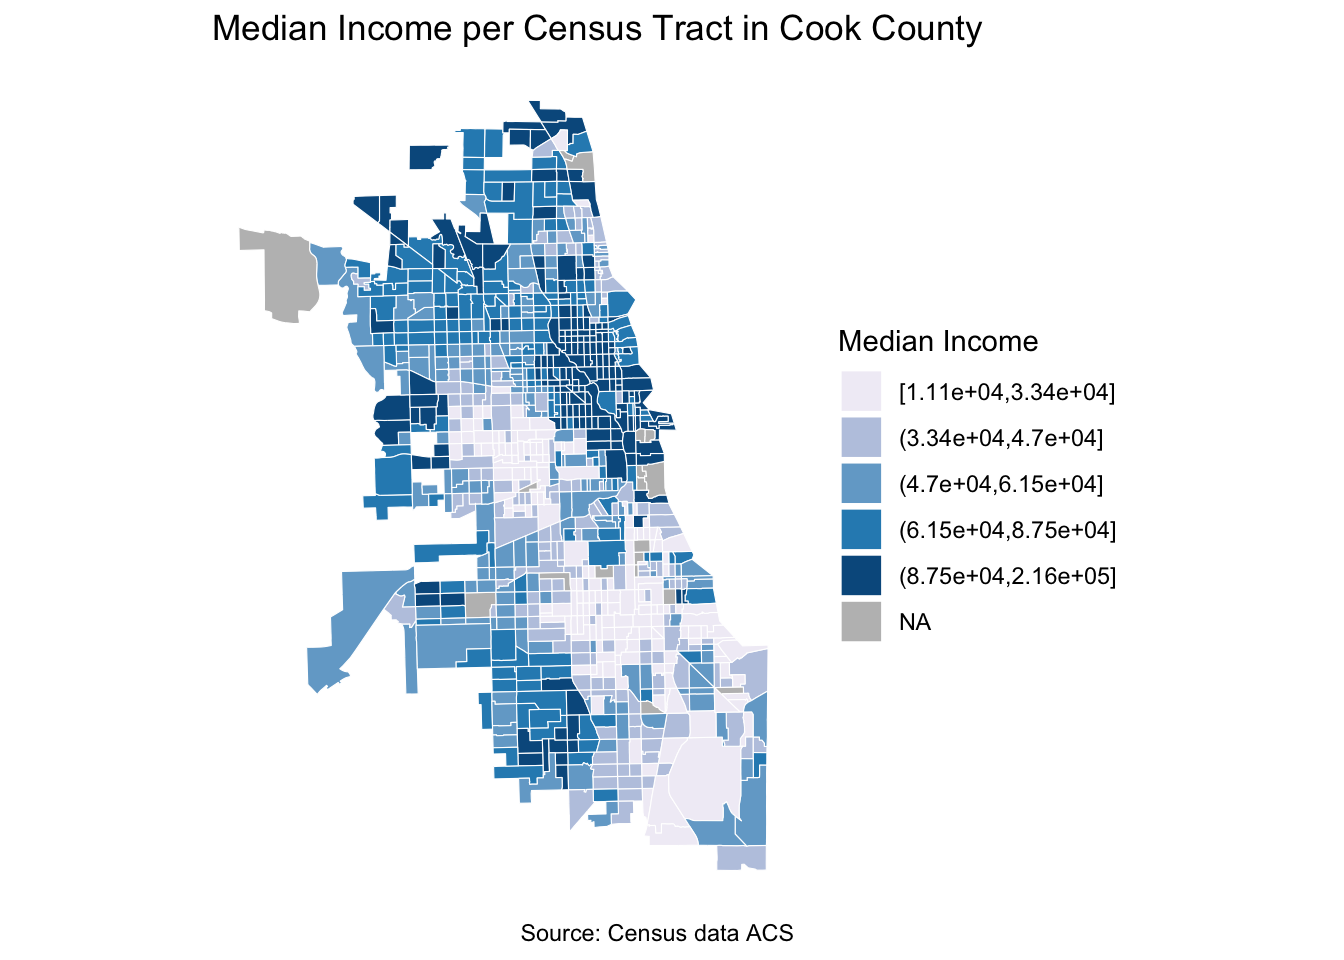 Median Income per Census Tract in Cook County
Median Income
[1.11e+04,3.34e+04]
(3.34e+04,4.7e+04]
(4.7e+04,6.15e+04]
(6.15e+04,8.75e+04]
(8.75e+04,2.16e+05]
NA
Source: Census data ACS